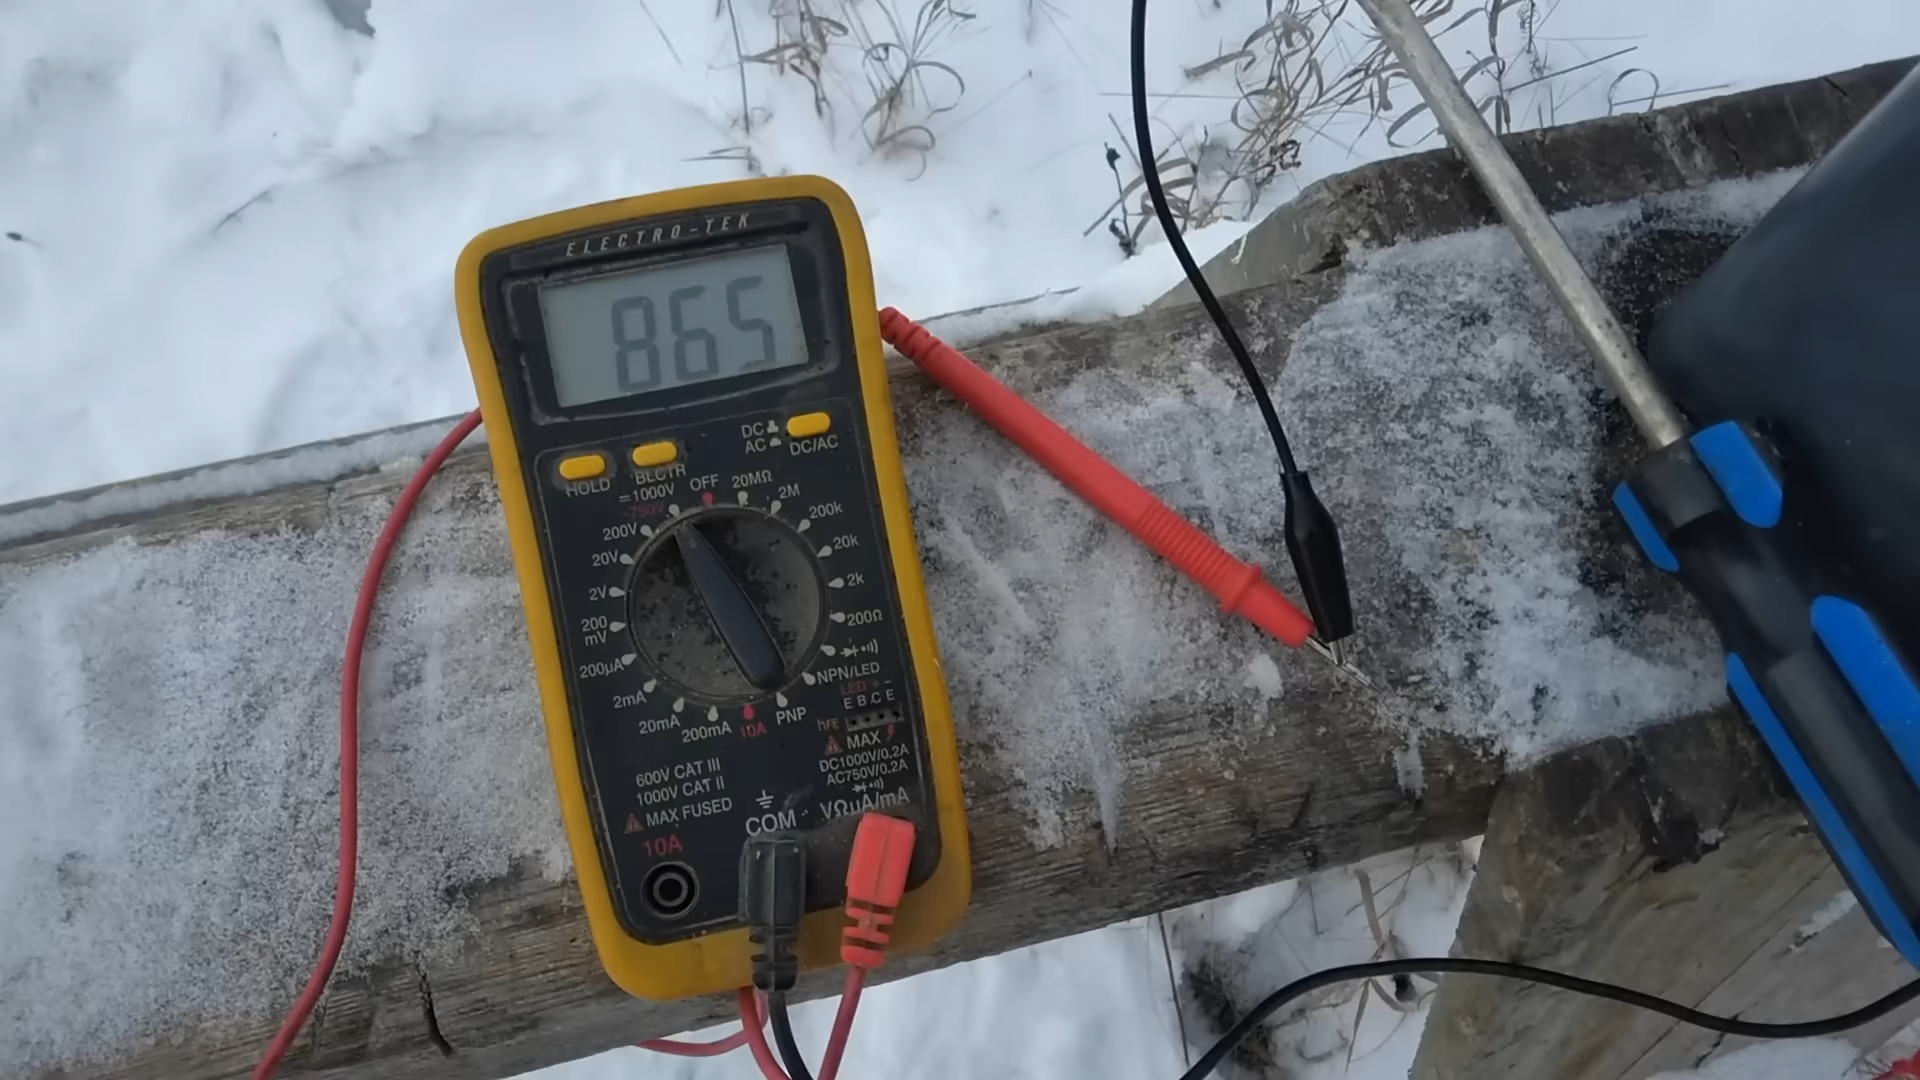 ELECTRO-TEK
865
DC
AC
DC/AC
HOLD
BLCTR
=1000V
~750V
OFF
20MΩ
2M
200k
20k
2k
200Ω
NPN/LED
PNP
10A
200mA
20mA
2mA
200µA
200
mV
2V
20V
200V
LED + -
E B C E
hFE
MAX
DC1000V/0.2A
AC750V/0.2A
600V CAT III
1000V CAT II
MAX FUSED
10A
COM
VΩµA/mA